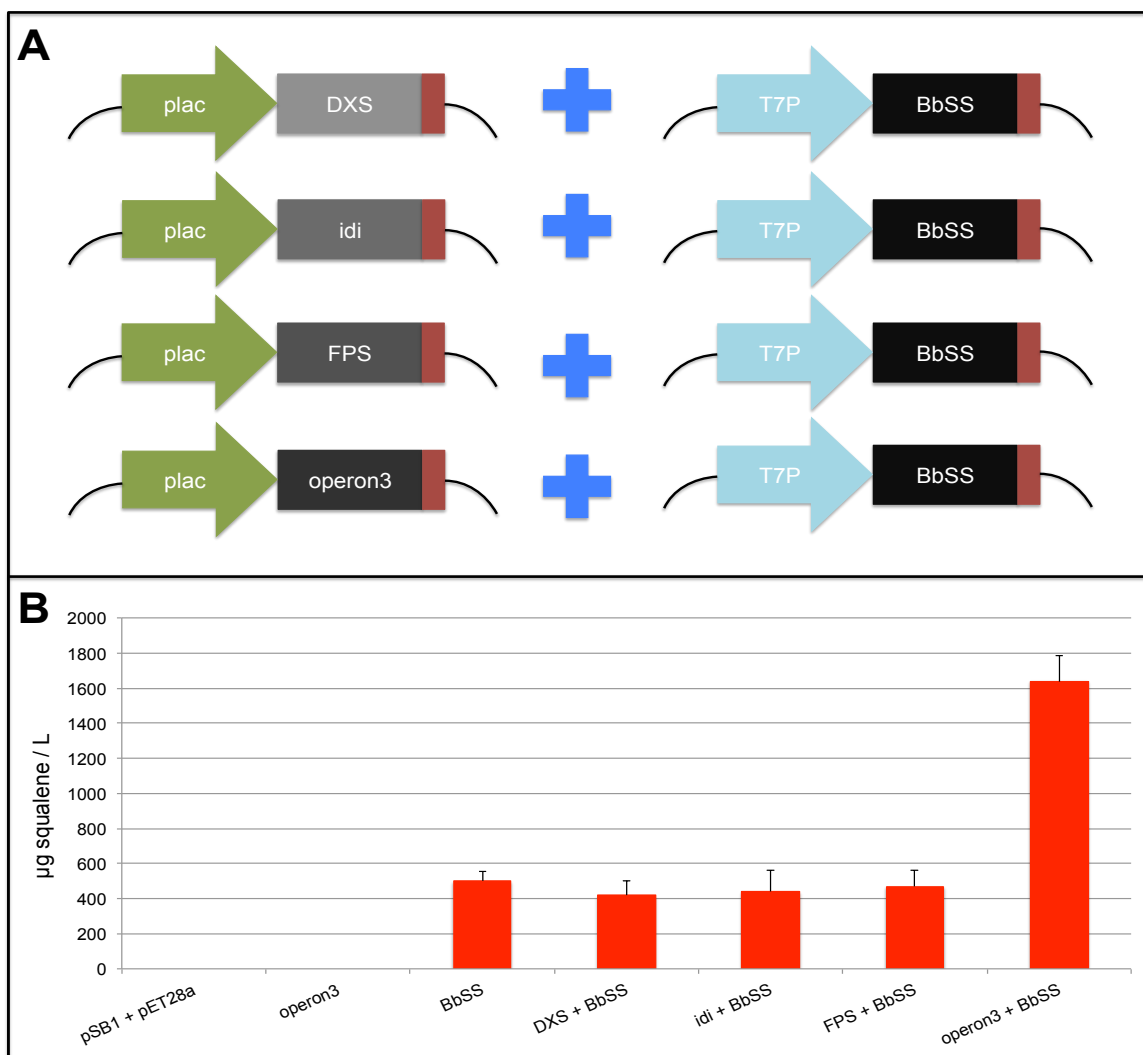 A
plac DXS T7P BbSS
plac idi T7P BbSS
plac FPS T7P BbSS
plac operon3 T7P BbSS
B
µg squalene / L
2000
1800
1600
1400
1200
1000
800
600
400
200
0
pSB1 + pET28a operon3 BbSS DXS + BbSS idi + BbSS FPS + BbSS operon3 + BbSS